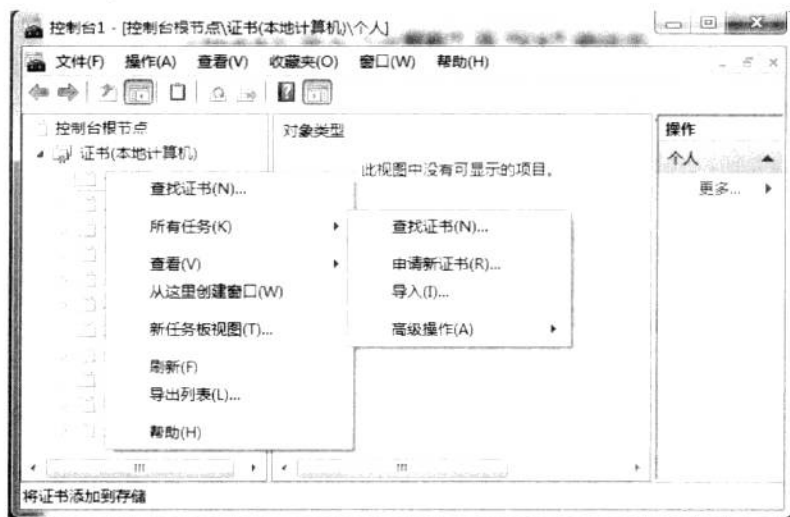 控制台1 - [控制台根节点\证书(本地计算机)\个人]
文件(F) 操作(A) 查看(V) 收藏夹(O) 窗口(W) 帮助(H)
控制台根节点
证书(本地计算机)
对象类型
此视图中没有可显示的项目。
操作
个人
更多...
查找证书(N)...
所有任务(K)
查看(V)
从这里创建窗口(W)
新任务板视图(T)...
刷新(F)
导出列表(L)...
帮助(H)
查找证书(N)...
申请新证书(R)...
导入(I)...
高级操作(A)
将证书添加到存储